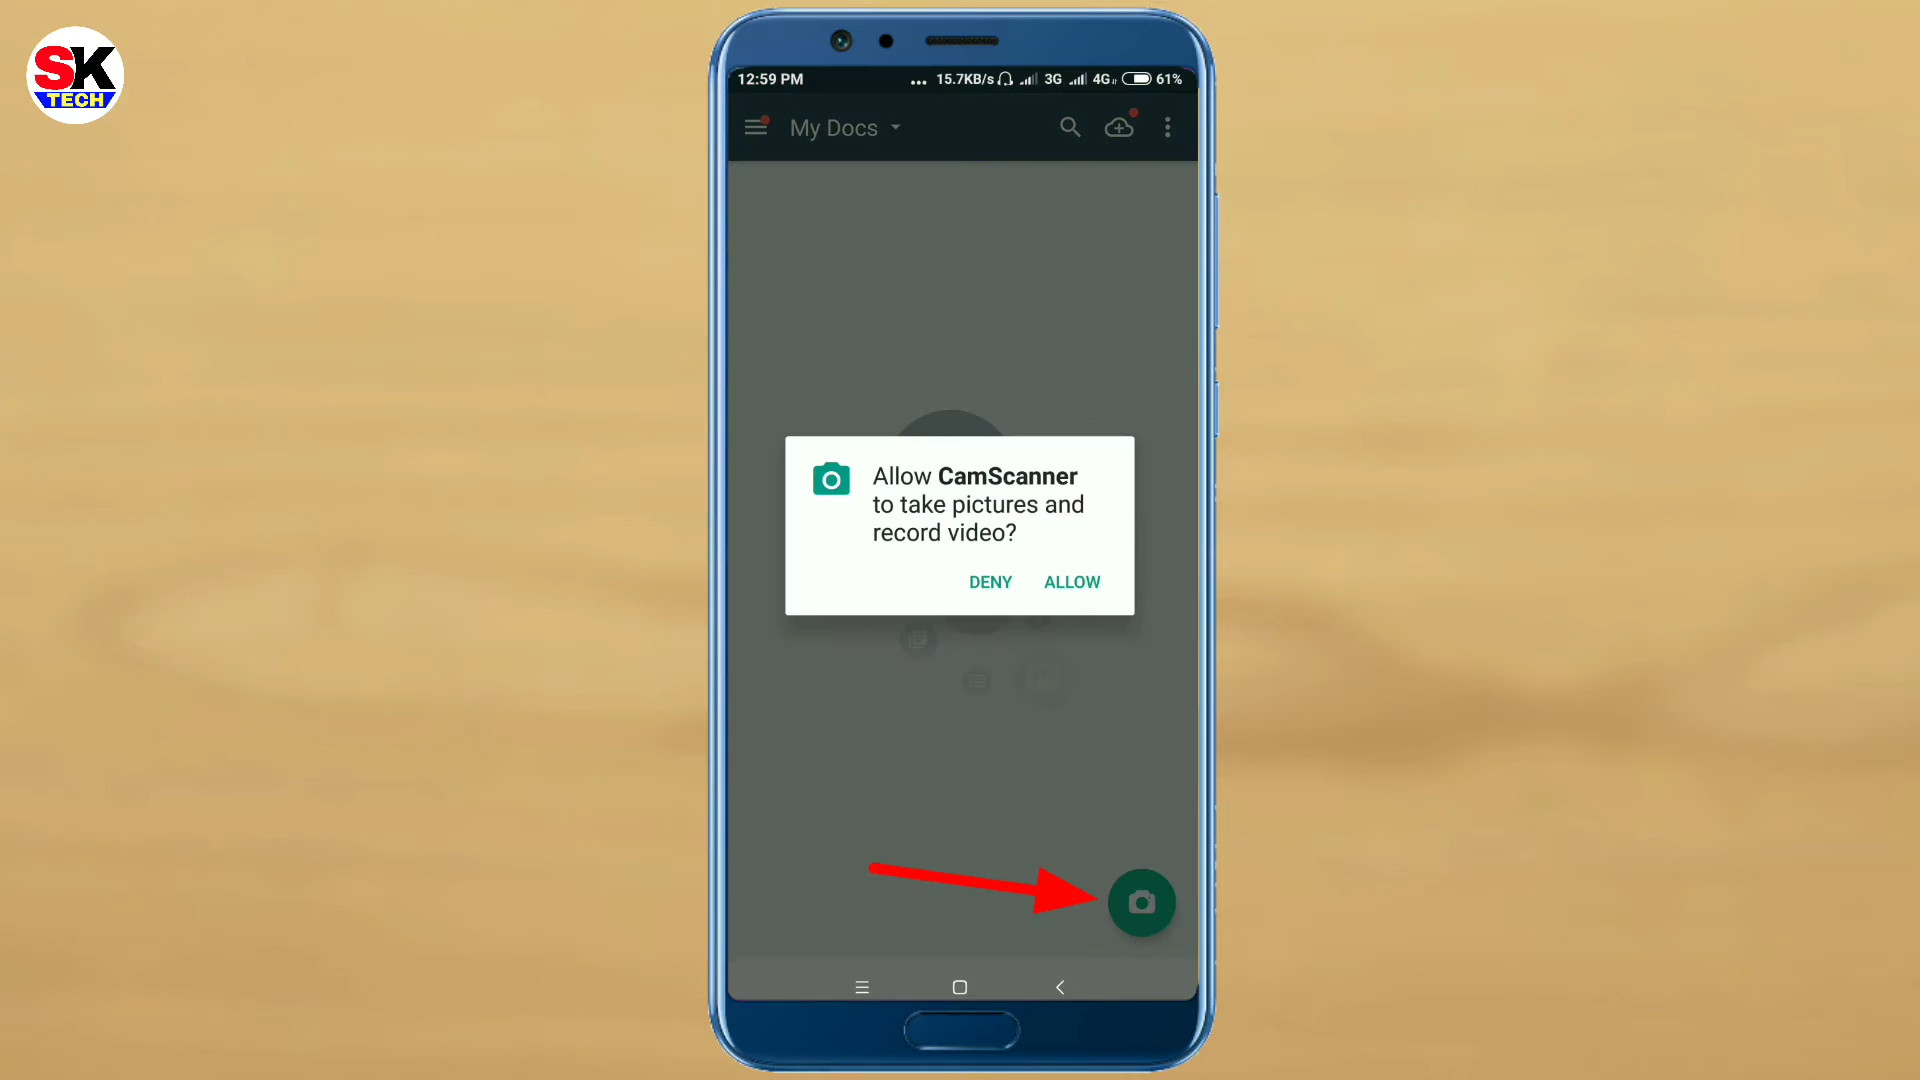 SK
TECH
12:59 PM ... 15.7KB/s 3G 4G 61%
My Docs
Allow CamScanner
to take pictures and
record video?
DENY ALLOW